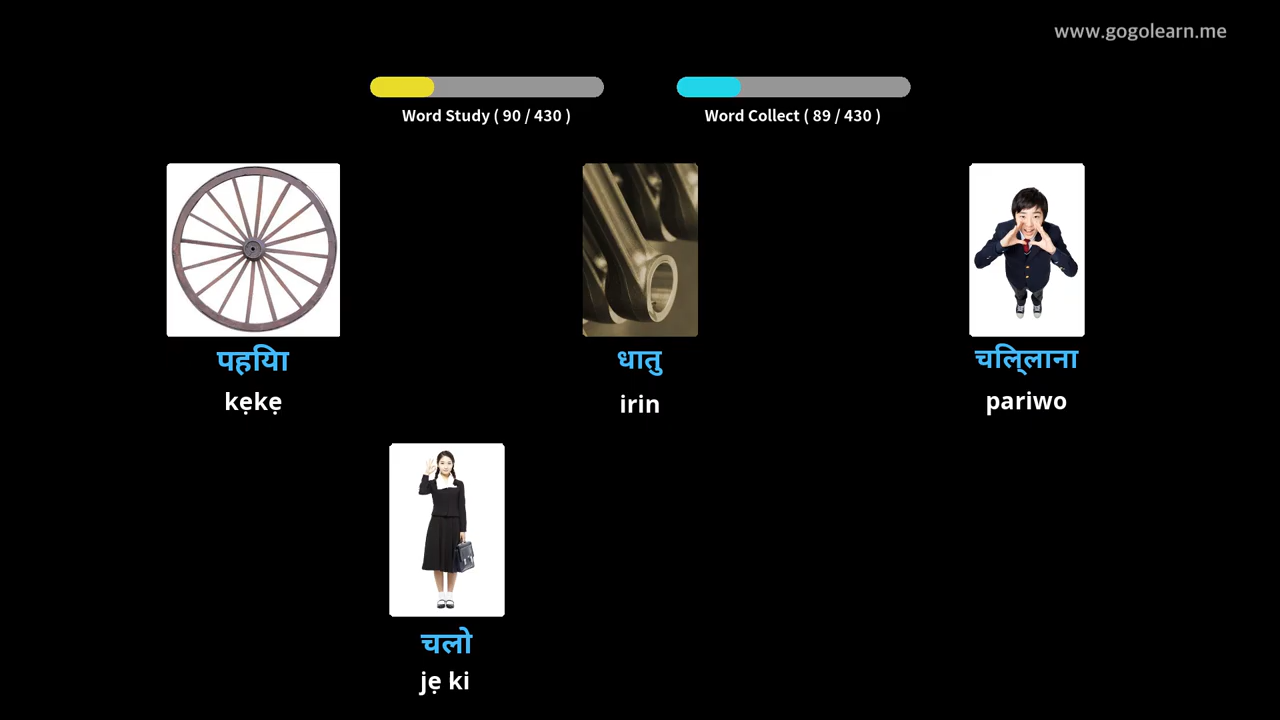 www.gogolearn.me
Word Study ( 90 / 430 )
Word Collect ( 89 / 430 )
पहिया
kẹkẹ
धातु
irin
चिल्लाना
pariwo
चलो
jẹ ki